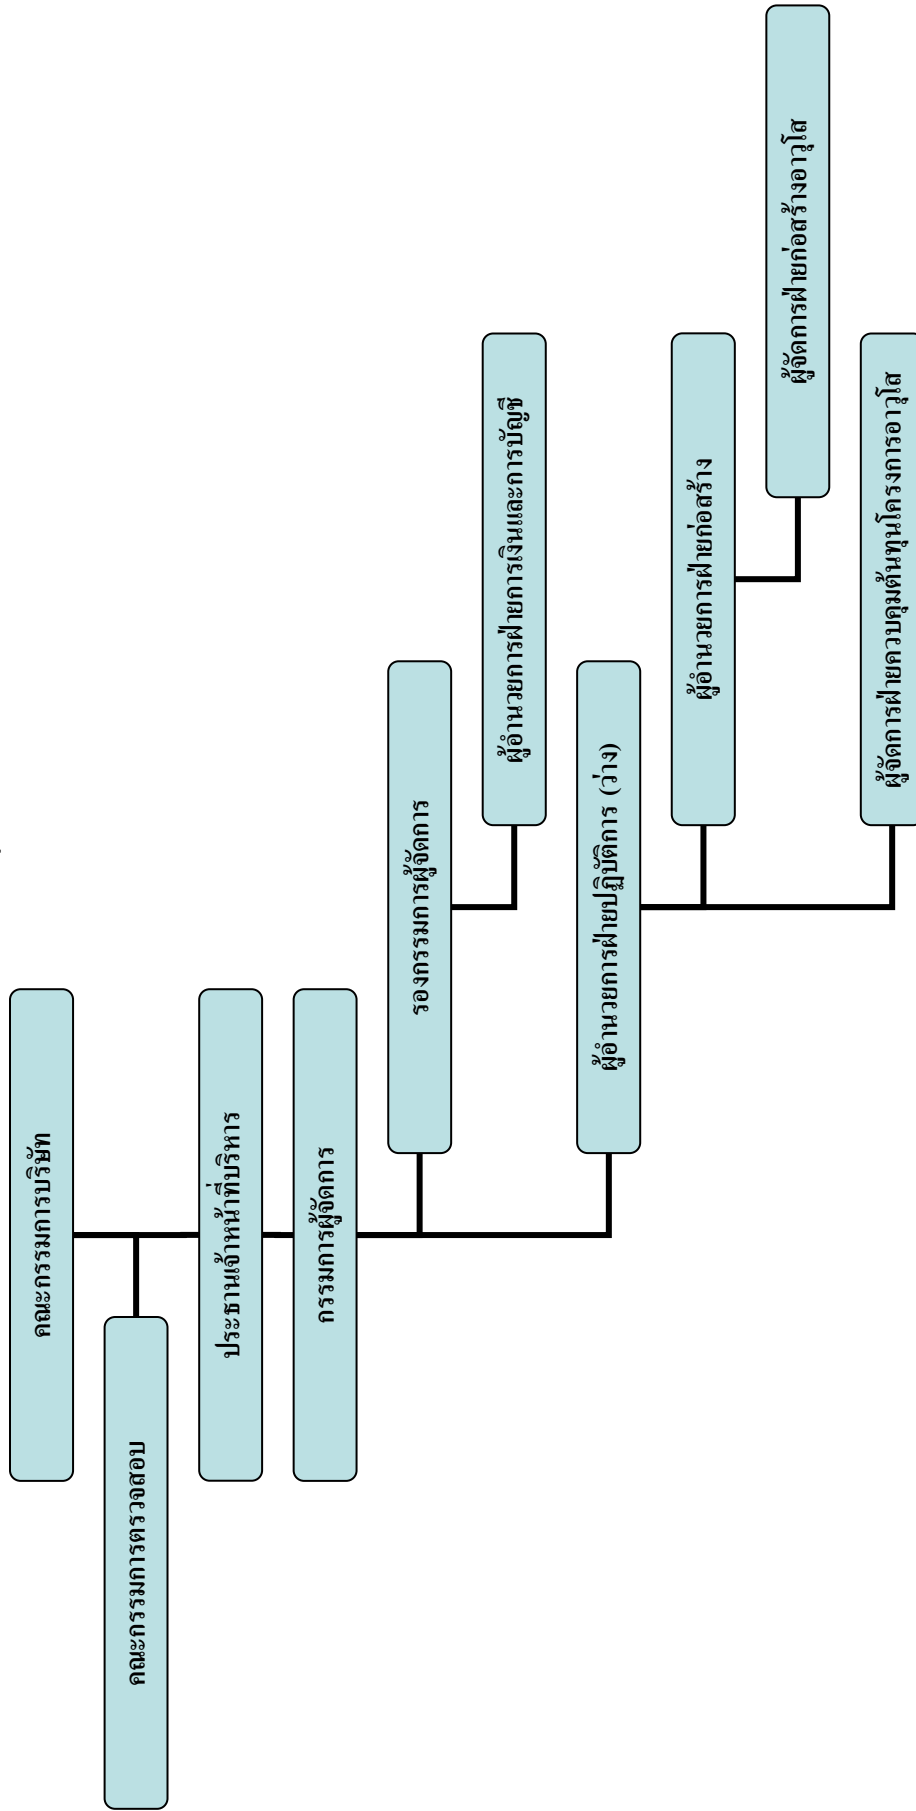 คณะกรรมการบริษัท
คณะกรรมการตรวจสอบ
ประธานเจ้าหน้าที่บริหาร
กรรมการผู้จัดการ
รองกรรมการผู้จัดการ
ผู้อำนวยการฝ่ายการเงินและการบัญชี
ผู้อำนวยการฝ่ายปฏิบัติการ (ว่าง)
ผู้อำนวยการฝ่ายก่อสร้าง
ผู้จัดการฝ่ายก่อสร้างอาวุโส
ผู้จัดการฝ่ายควบคุมต้นทุนโครงการอาวุโส